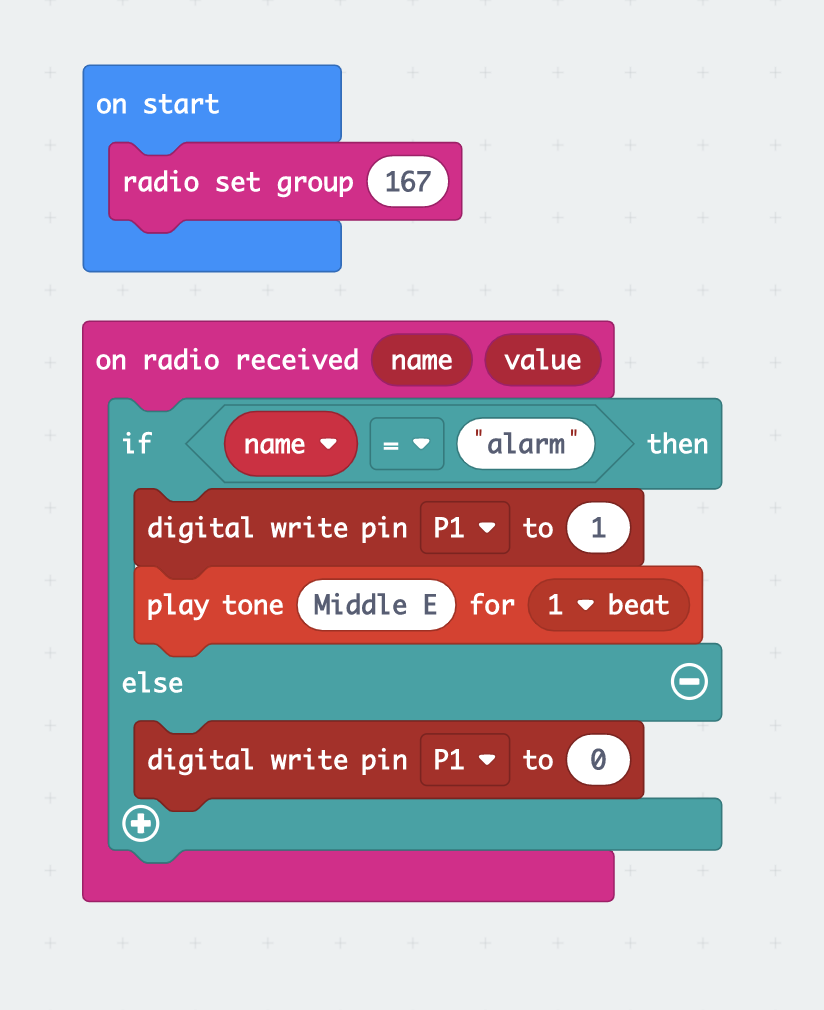 on start
radio set group 167
on radio received name value
if name = "alarm" then
digital write pin P1 to 1
play tone Middle E for 1 beat
else
digital write pin P1 to 0